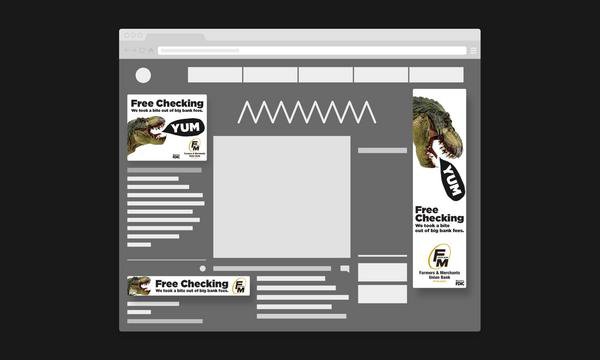 Free Checking
We took a bite out of big bank fees.
YUM
FM
Farmers & Merchants
Union Bank
FDIC
YUM
Free
Checking
We took a bite
out of big bank fees.
FM
Farmers & Merchants
Union Bank
FDIC
Free Checking
We took a bite out of big bank fees.
FM